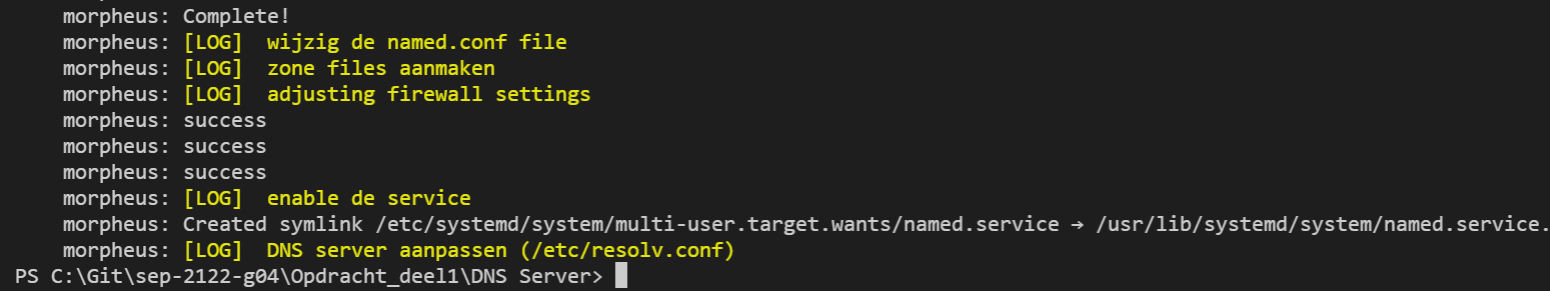 morpheus: Complete!
morpheus: [LOG]  wijzig de named.conf file
morpheus: [LOG]  zone files aanmaken
morpheus: [LOG]  adjusting firewall settings
morpheus: success
morpheus: success
morpheus: success
morpheus: [LOG]  enable de service
morpheus: Created symlink /etc/systemd/system/multi-user.target.wants/named.service → /usr/lib/systemd/system/named.service.
morpheus: [LOG]  DNS server aanpassen (/etc/resolv.conf)
PS C:\Git\sep-2122-g04\Opdracht_deel1\DNS Server>